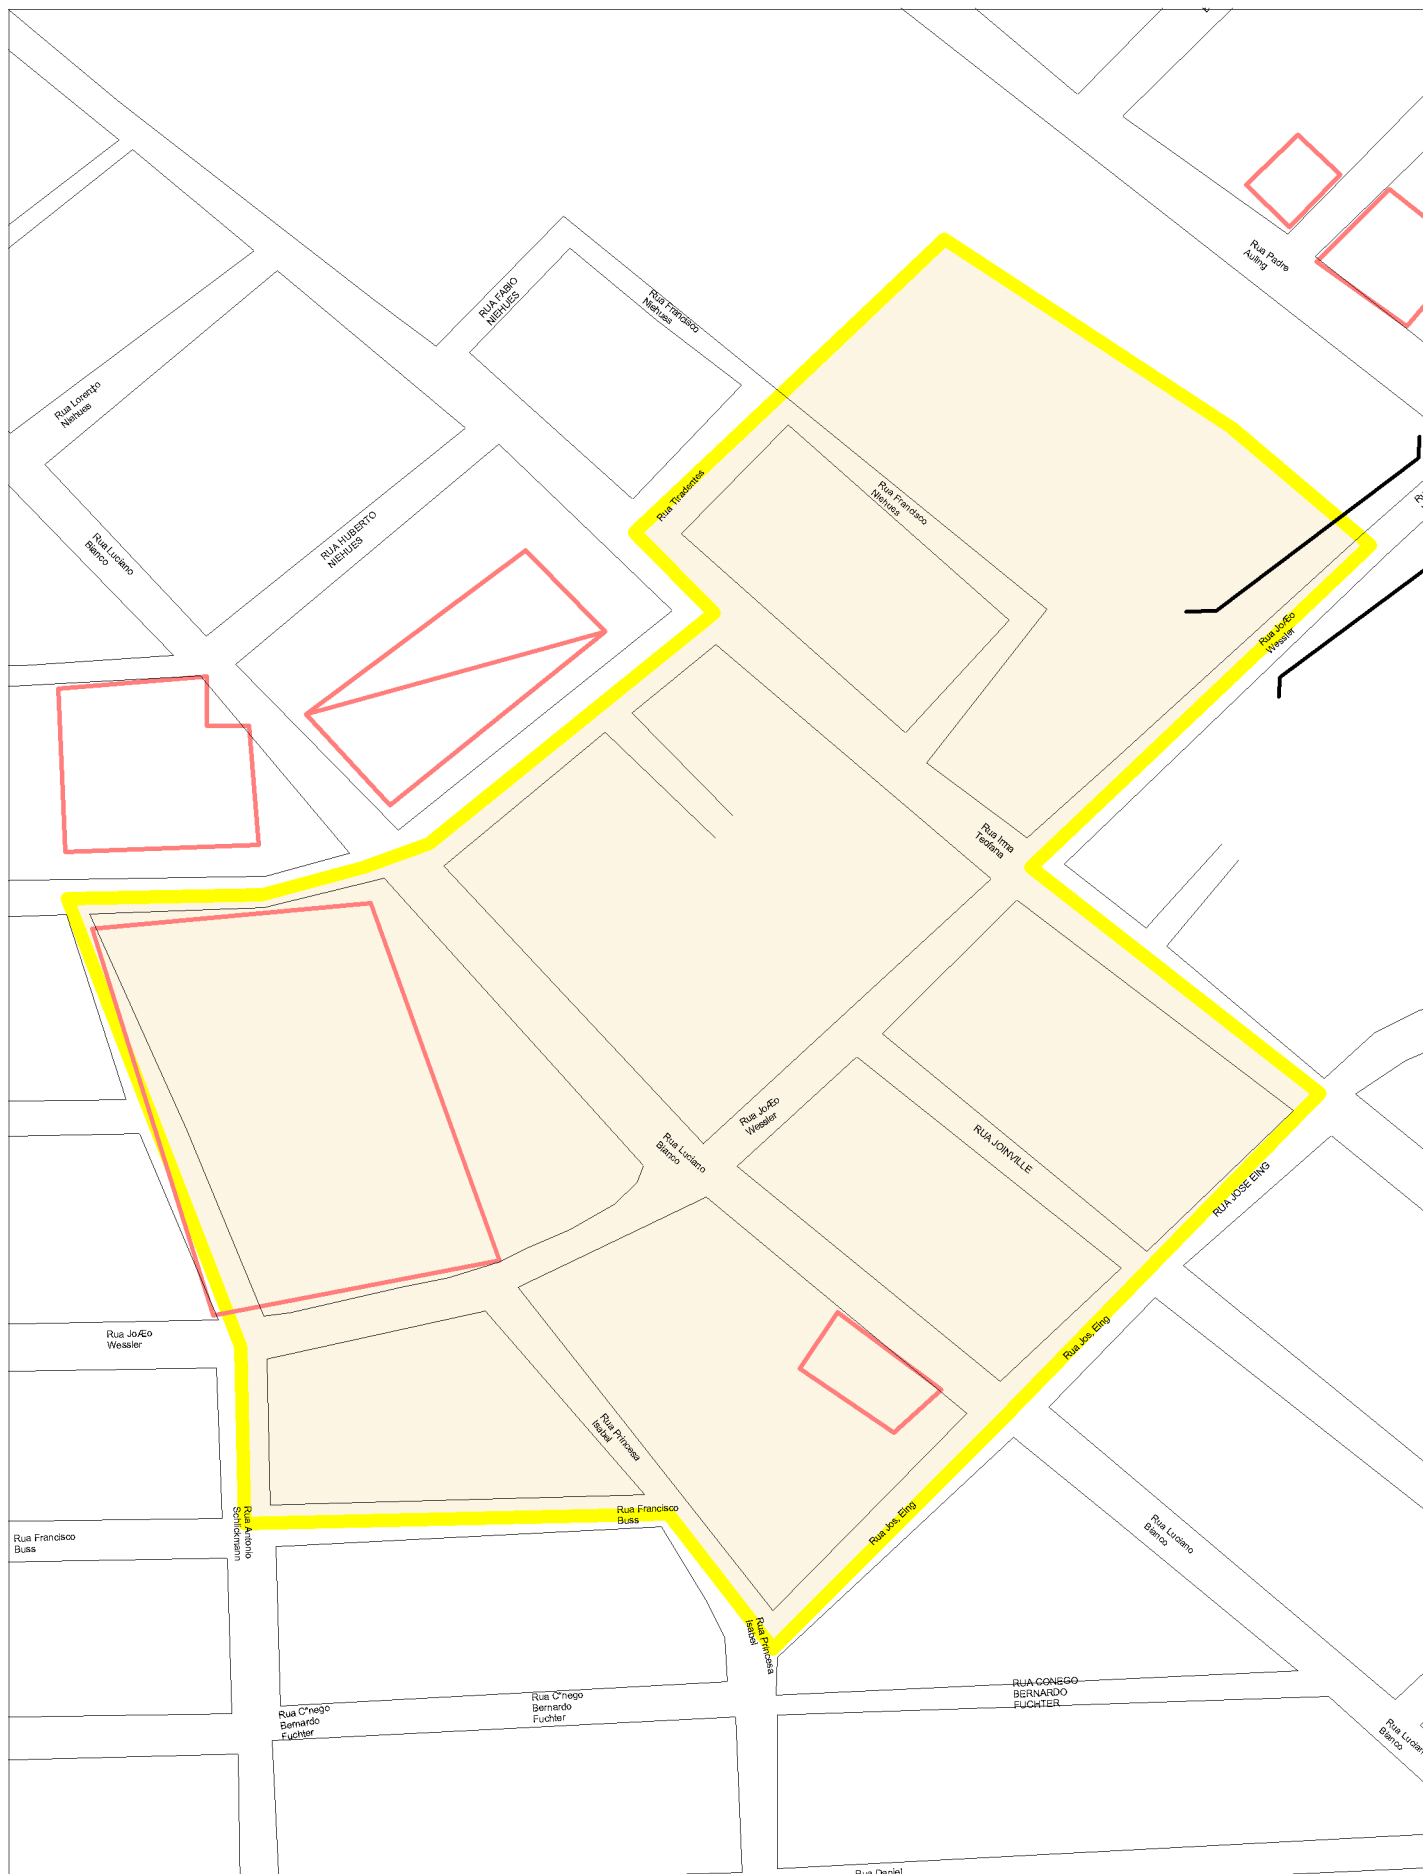 Rua Padre
Auling
RUA FABIO
NIEHUES
Rua Francisco
Niehues
Rua Lorenço
Niehues
Rua Tiradentes
Rua Francisco
Niehues
RUA HUBERTO
NIEHUES
Rua Luciano
Bianco
Rua JoÆo
Wessler
Rua Irma
Teofana
Rua JoÆo
Wessler
Rua Luciano
Bianco
RUA JOINVILLE
RUA JOSE EING
Rua JoÆo
Wessler
Rua Jos‚ Eing
Rua Princesa
Isabel
Rua Antonio
Schlickmann
Rua Francisco
Buss
Rua Francisco
Buss
Rua Jos‚ Eing
Rua Luciano
Bianco
Rua Princesa
Isabel
RUA CONEGO
BERNARDO
FUCHTER
Rua C“nego
Bernardo
Fuchter
Rua C“nego
Bernardo
Fuchter
Rua Lucian
Bianco
Rua Daniel